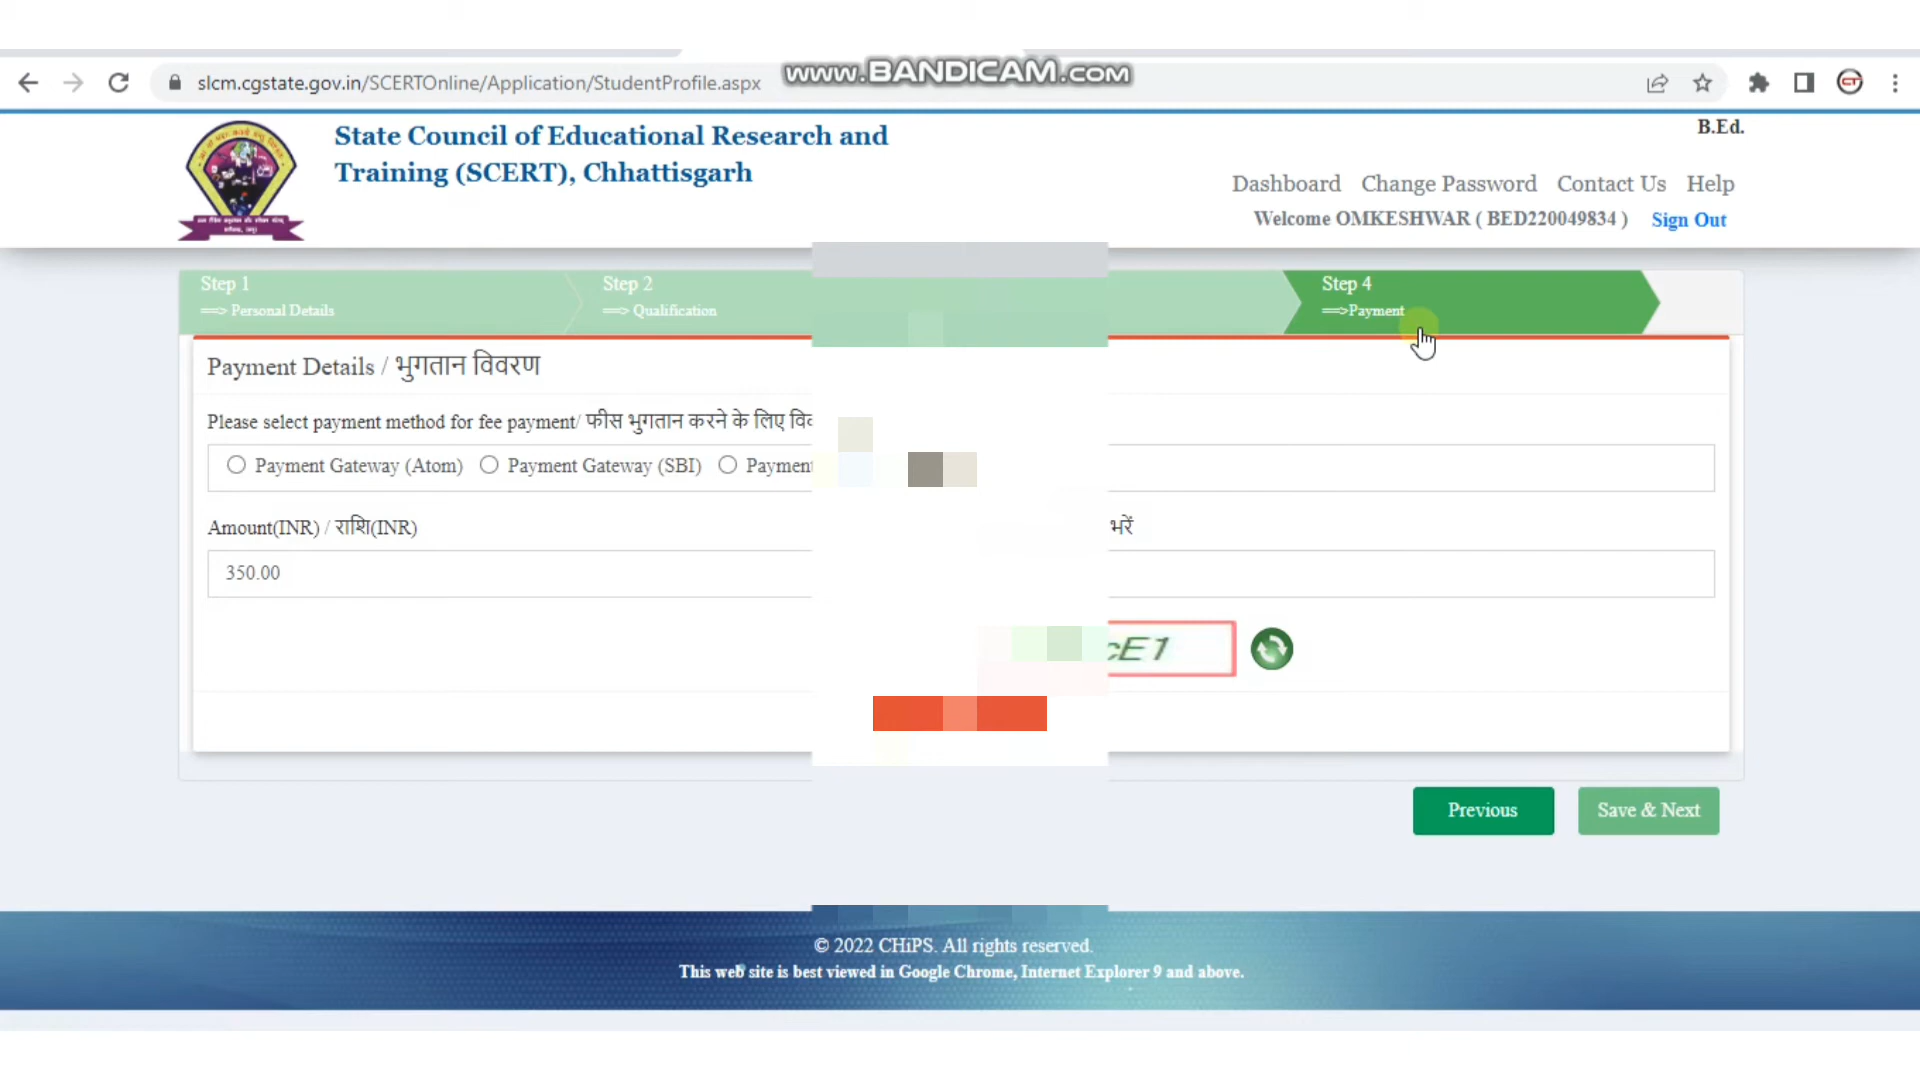 www.BANDICAM.com
slcm.cgstate.gov.in/SCERTOnline/Application/StudentProfile.aspx
State Council of Educational Research and
Training (SCERT), Chhattisgarh
B.Ed.
Dashboard Change Password Contact Us Help
Welcome OMKESHWAR ( BED220049834 ) Sign Out
Step 1
==> Personal Details
Step 2
==> Qualification
Step 4
==>Payment
Payment Details / भुगतान विवरण
Please select payment method for fee payment/ फीस भुगतान करने के लिए
Payment Gateway (Atom) Payment Gateway (SBI) Payment
Amount(INR) / राशि(INR)
भरें
350.00
cE1
Previous Save & Next
© 2022 CHiPS. All rights reserved.
This web site is best viewed in Google Chrome, Internet Explorer 9 and above.